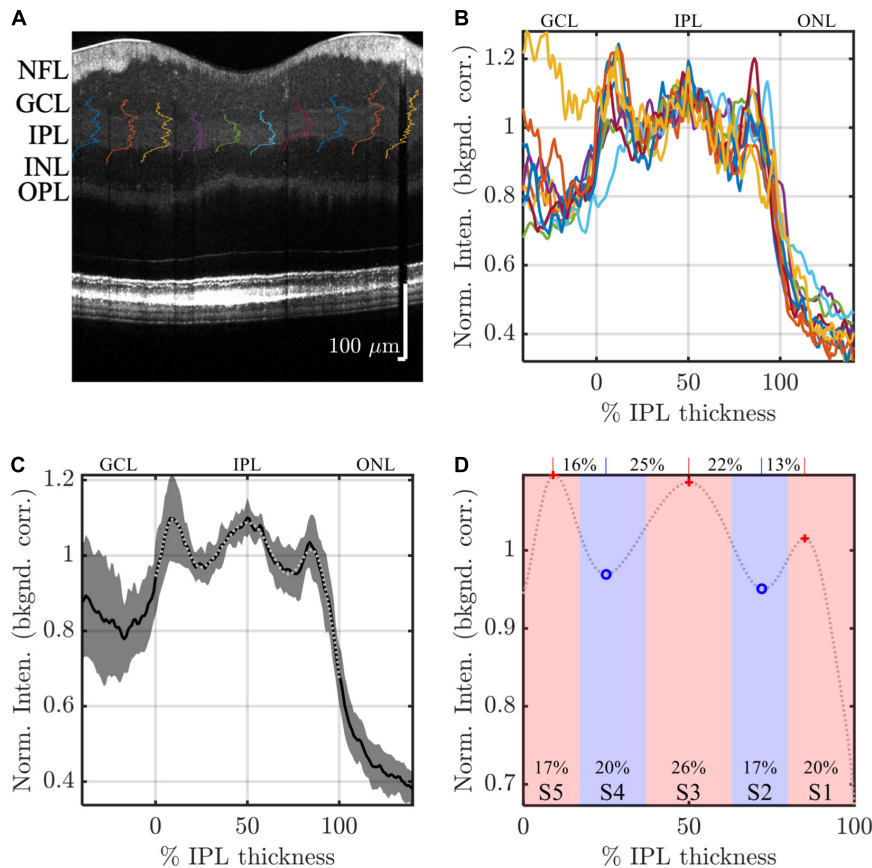 A
NFL
GCL
IPL
INL
OPL
100 μm
B
GCL IPL ONL
1.2
1
0.8
0.6
0.4
Norm. Inten. (bkgnd. corr.)
0 50 100
% IPL thickness
C
GCL IPL ONL
1.2
1
0.8
0.6
0.4
Norm. Inten. (bkgnd. corr.)
0 50 100
% IPL thickness
D
16% 25% 22% 13%
1
0.9
0.8
0.7
Norm. Inten. (bkgnd. corr.)
17% 20% 26% 17% 20%
S5 S4 S3 S2 S1
0 50 100
% IPL thickness